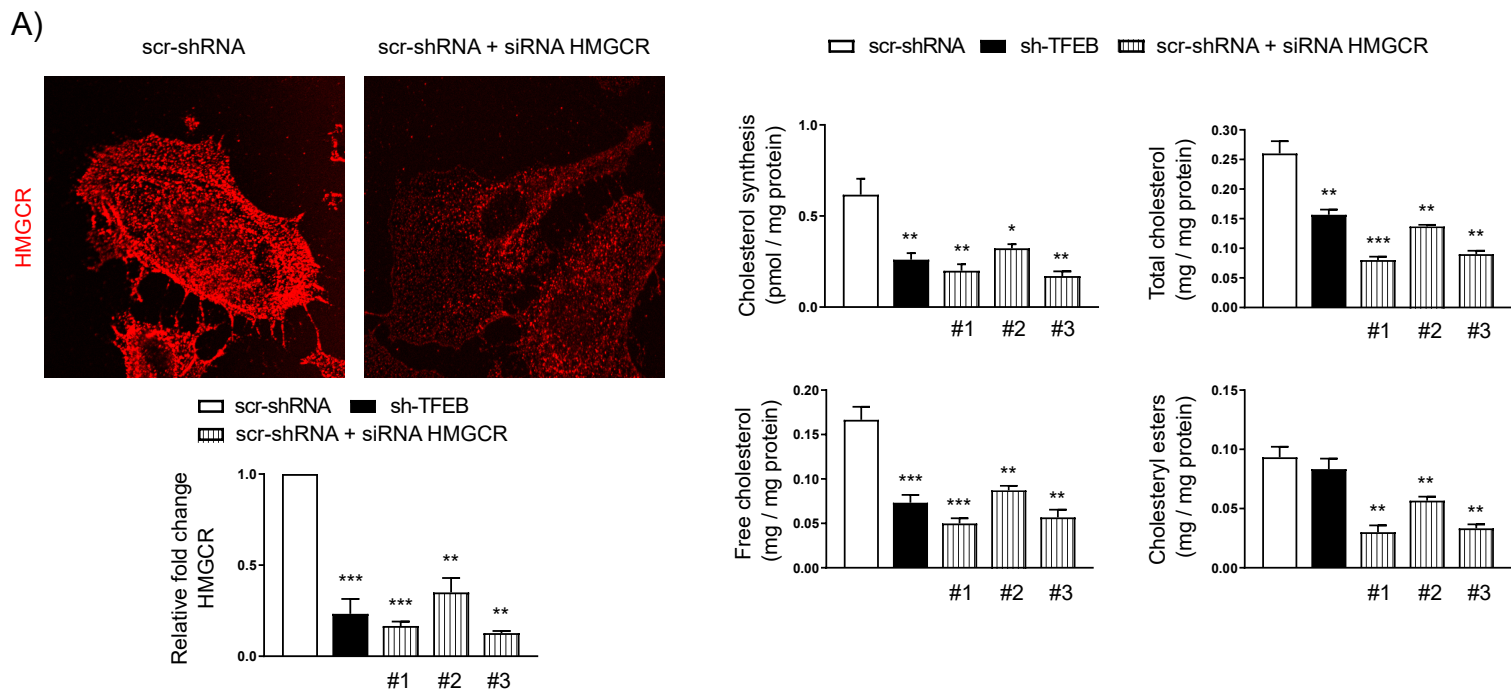 A)
scr-shRNA
scr-shRNA + siRNA HMGCR
HMGCR
scr-shRNA
sh-TFEB
scr-shRNA + siRNA HMGCR
Relative fold change
HMGCR
1.0
0.5
0.0
***
***
**
**
#1
#2
#3
scr-shRNA
sh-TFEB
scr-shRNA + siRNA HMGCR
Cholesterol synthesis
(pmol / mg protein)
1.0
0.5
0.0
**
**
*
**
#1
#2
#3
Total cholesterol
(mg / mg protein)
0.30
0.25
0.20
0.15
0.10
0.05
0.00
**
***
**
**
#1
#2
#3
Free cholesterol
(mg / mg protein)
0.20
0.15
0.10
0.05
0.00
***
***
**
**
#1
#2
#3
Cholesteryl esters
(mg / mg protein)
0.15
0.10
0.05
0.00
**
**
**
#1
#2
#3